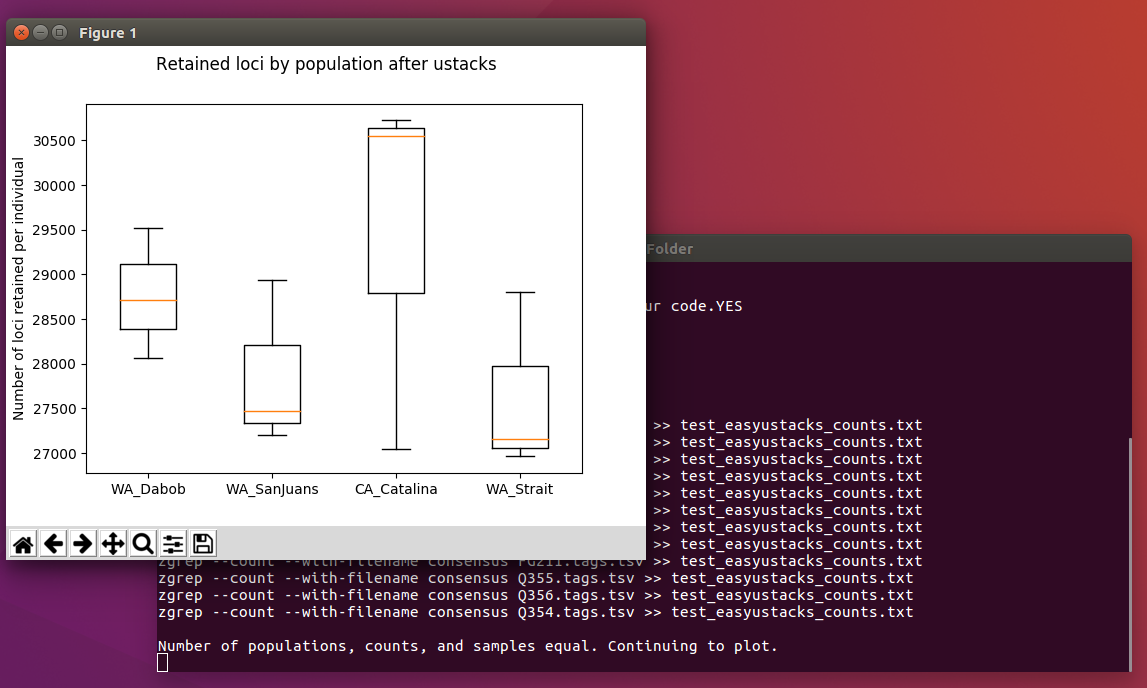 Figure 1
Retained loci by population after ustacks
Number of loci retained per individual
30500
30000
29500
29000
28500
28000
27500
27000
WA_Dabob WA_SanJuans CA_Catalina WA_Strait
Folder
ur code.YES
>> test_easyustacks_counts.txt
>> test_easyustacks_counts.txt
>> test_easyustacks_counts.txt
>> test_easyustacks_counts.txt
>> test_easyustacks_counts.txt
>> test_easyustacks_counts.txt
>> test_easyustacks_counts.txt
>> test_easyustacks_counts.txt
zgrep --count --with-filename consensus PG211.tags.tsv >> test_easyustacks_counts.txt
zgrep --count --with-filename consensus Q355.tags.tsv >> test_easyustacks_counts.txt
zgrep --count --with-filename consensus Q356.tags.tsv >> test_easyustacks_counts.txt
zgrep --count --with-filename consensus Q354.tags.tsv >> test_easyustacks_counts.txt
Number of populations, counts, and samples equal. Continuing to plot.